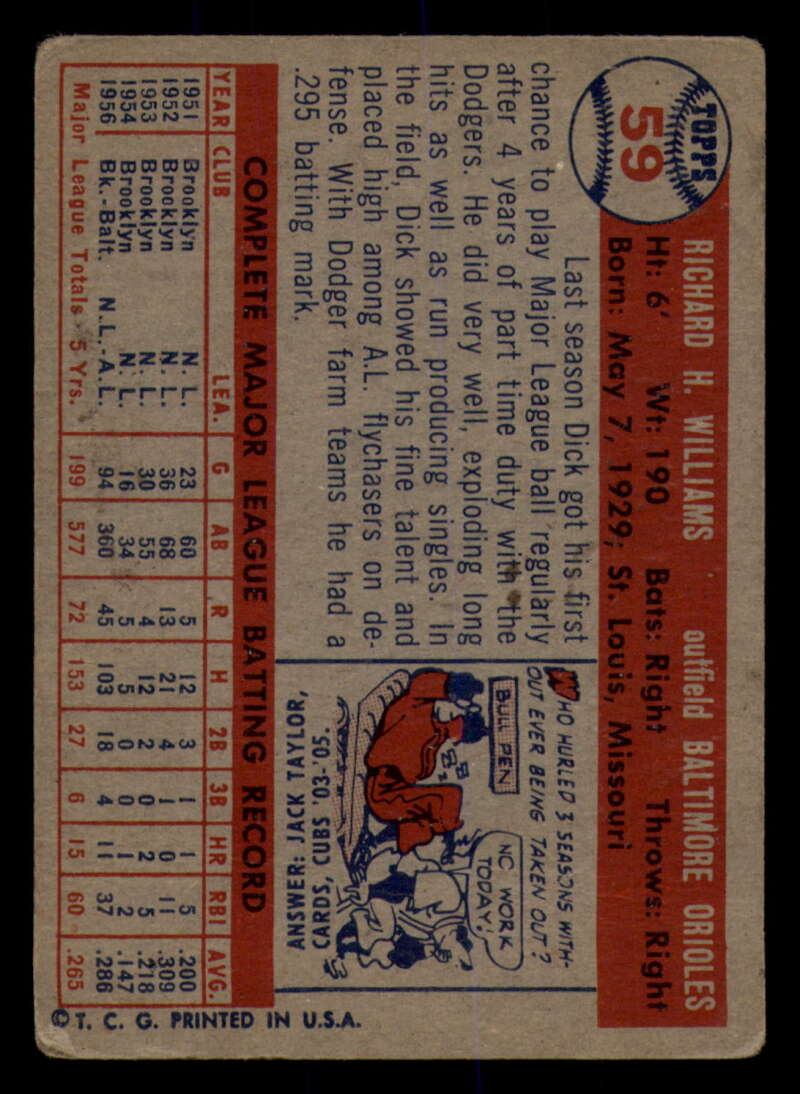 TOPPS
59
RICHARD H. WILLIAMS outfield BALTIMORE ORIOLES
Ht: 6' Wt: 190 Bats: Right Throws: Right
Born: May 7, 1929; St. Louis, Missouri
Last season Dick got his first
chance to play Major League ball regularly
after 4 years of part time duty with the
Dodgers. He did very well, exploding long
hits as well as run producing singles. In
the field, Dick showed his fine talent and
placed high among A.L. flychasers on de-
fense. With Dodger farm teams he had a
.295 batting mark.
WHO HURLED 3 SEASONS WITH-
OUT EVER BEING TAKEN OUT?
BULL PEN
NO WORK
TODAY!
ANSWER: JACK TAYLOR,
CARDS, CUBS '03-'05.
COMPLETE MAJOR LEAGUE BATTING RECORD
YEAR CLUB LEA. G AB R H 2B 3B HR RBI AVG.
1951 Brooklyn N. L. 23 60 5 12 3 1 1 5 .200
1952 Brooklyn N. L. 36 68 13 21 4 1 0 11 .309
1953 Brooklyn N. L. 30 55 4 12 2 0 2 5 .218
1954 Brooklyn N. L. 16 34 5 5 0 0 1 2 .147
1956 Bk.-Balt. N.L.-A.L. 94 360 45 103 18 4 11 37 .286
Major League Totals 5 Yrs. 199 577 72 153 27 6 15 60 .265
© T. C. G. PRINTED IN U.S.A.